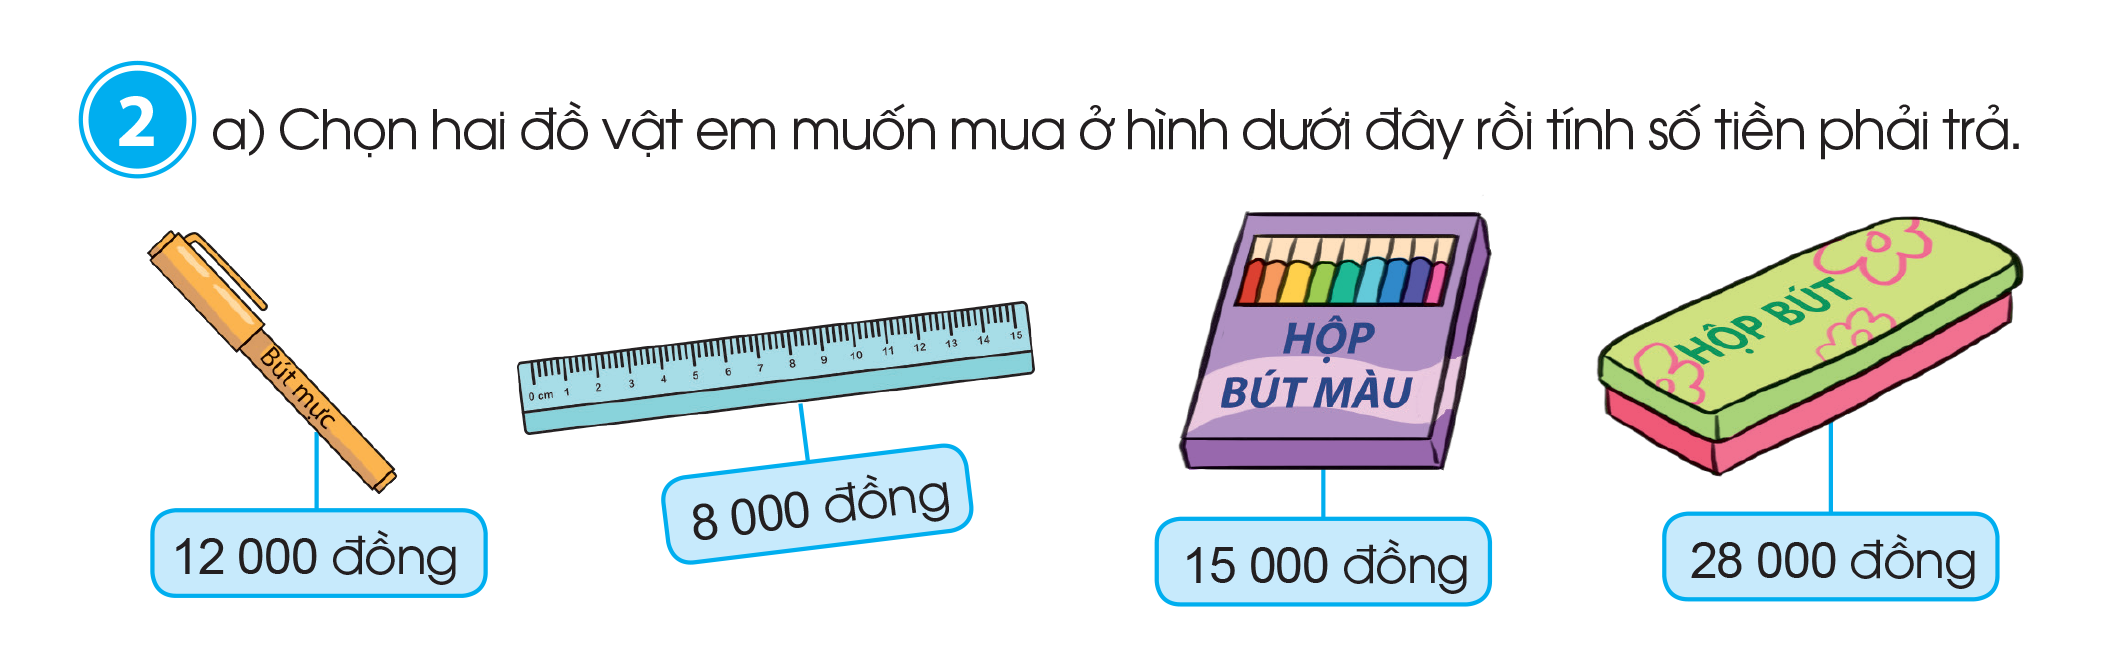 2 a) Chọn hai đồ vật em muốn mua ở hình dưới đây rồi tính số tiền phải trả.
Bút mực
0 cm 1 2 3 4 5 6 7 8 9 10 11 12 13 14 15
HỘP
BÚT MÀU
HỘP BÚT
12 000 đồng
8 000 đồng
15 000 đồng
28 000 đồng